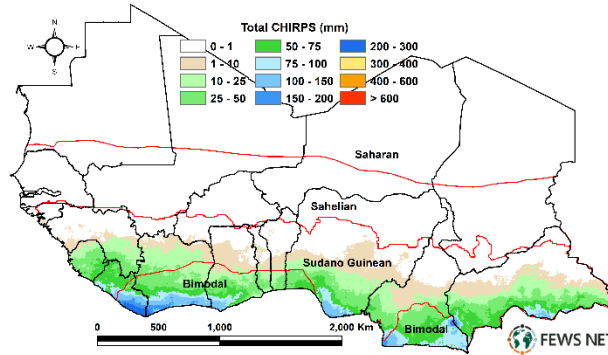 Total CHIRPS (mm)
N
W
E
S
0 - 1
50 - 75
200 - 300
1 - 10
75 - 100
300 - 400
10 - 25
100 - 150
400 - 600
25 - 50
150 - 200
> 600
Saharan
Sahelian
Sudano Guinean
Bimodal
Bimodal
0 500 1,000 2,000 Km
FEWS NE